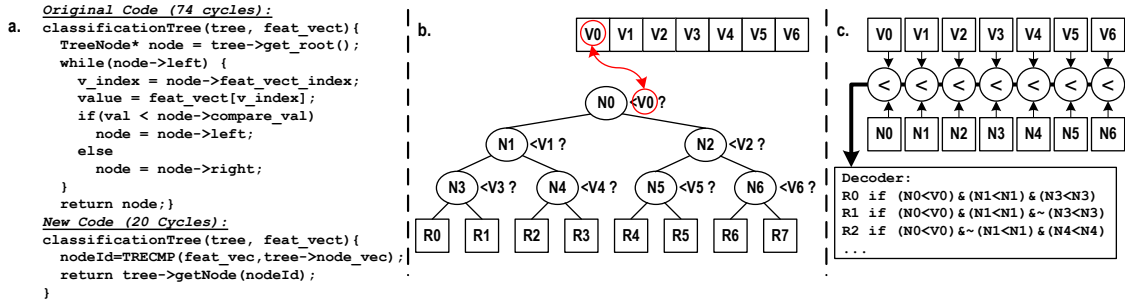 a.
Original Code (74 cycles):
classificationTree(tree, feat_vect){
TreeNode* node = tree->get_root();
while(node->left) {
v_index = node->feat_vect_index;
value = feat_vect[v_index];
if(val < node->compare_val)
node = node->left;
else
node = node->right;
}
return node;}
New Code (20 Cycles):
classificationTree(tree, feat_vect){
nodeId=TRECMP(feat_vec,tree->node_vec);
return tree->getNode(nodeId);
}
b.
V0 V1 V2 V3 V4 V5 V6
N0 <V0 ?
N1 <V1 ? N2 <V2 ?
N3 <V3 ? N4 <V4 ? N5 <V5 ? N6 <V6 ?
R0 R1 R2 R3 R4 R5 R6 R7
c.
V0 V1 V2 V3 V4 V5 V6
< < < < < < <
N0 N1 N2 N3 N4 N5 N6
Decoder:
R0 if (N0<V0)&(N1<N1)&(N3<N3)
R1 if (N0<V0)&(N1<N1)&~(N3<N3)
R2 if (N0<V0)&~(N1<N1)&(N4<N4)
...